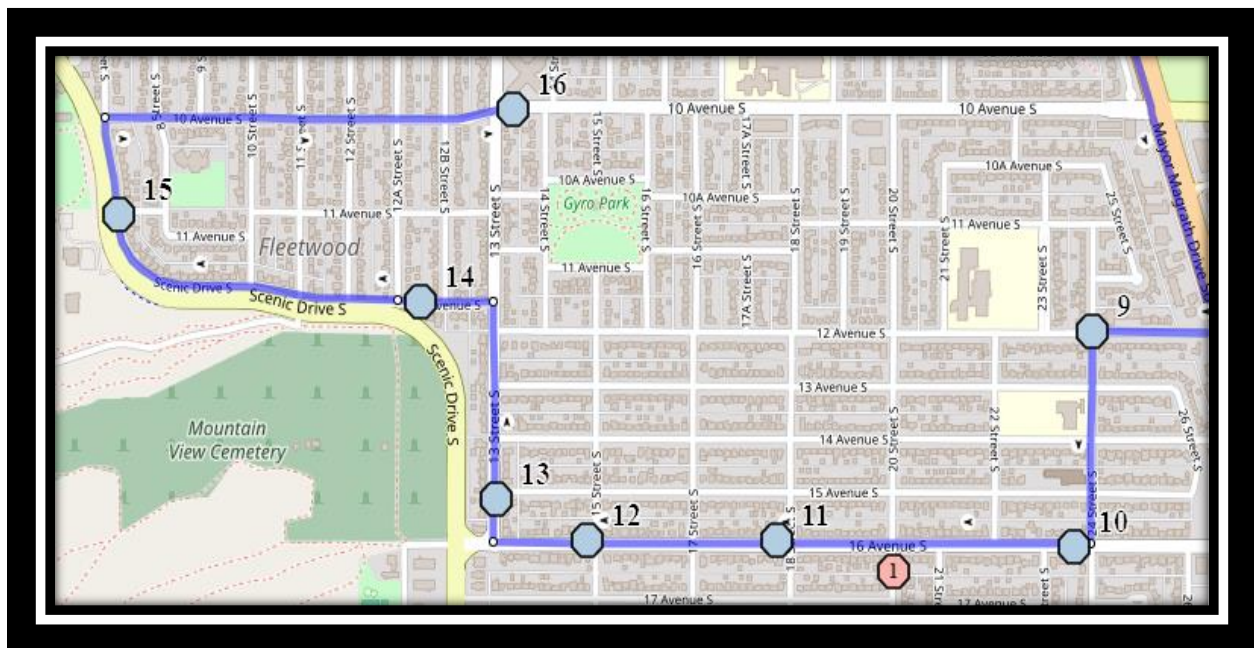 16
10 Avenue S
10 Avenue S
10 Avenue S
8 Street S
10 Street S
12 Street S
12A Street S
12B Street S
15 Street S
17A Street S
Mayor Magrath Drive S
15
10A Avenue S
10A Avenue S
10A Avenue S
Gyro Park
11 Avenue S
11 Avenue S
11 Avenue S
11 Avenue S
Fleetwood
13 Street S
14 Street S
16 Street S
16 Street S
17A Street S
18 Street S
19 Street S
20 Street S
21 Street S
23 Street S
25 Street S
14
Scenic Drive S
Scenic Drive S
venue S
9
12 Avenue S
Scenic Drive S
13 Avenue S
13 Street S
Mountain
View Cemetery
14 Avenue S
20 Street S
22 Street S
26 Street S
13
15 Street S
15 Avenue S
24 Street S
12
11
10
17 Street S
16 Avenue S
1
17 Avenue S
17 Avenue S